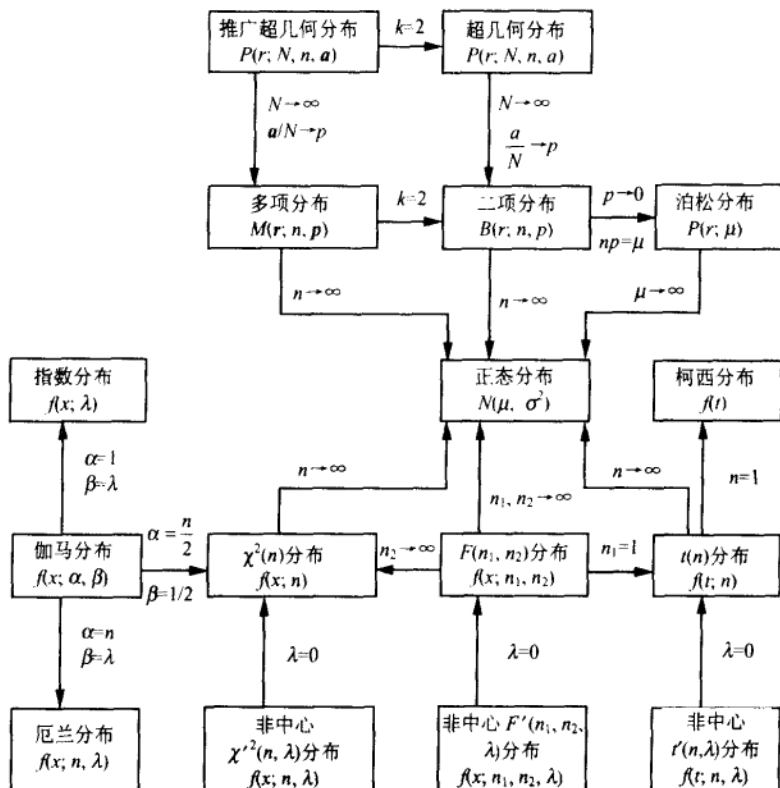 推广超几何分布
P(r; N, n, a)
k=2
超几何分布
P(r; N, n, a)
N→∞
a/N→p
N→∞
a/N →p
多项分布
M(r; n, p)
k=2
二项分布
B(r; n, p)
p→0
np=μ
泊松分布
P(r; μ)
n→∞
n→∞
μ→∞
指数分布
f(x; λ)
正态分布
N(μ, σ²)
柯西分布
f(t)
α=1
β=λ
n→∞
n₁, n₂→∞
n→∞
n=1
伽马分布
f(x; α, β)
α=n/2
β=1/2
χ²(n)分布
f(x; n)
n₂→∞
F(n₁, n₂)分布
f(x; n₁, n₂)
n₁=1
t(n)分布
f(t; n)
α=n
β=λ
λ=0
λ=0
λ=0
厄兰分布
f(x; n, λ)
非中心
χ′²(n, λ)分布
f(x; n, λ)
非中心 F′(n₁, n₂,
λ)分布
f(x; n₁, n₂, λ)
非中心
t′(n,λ)分布
f(t; n, λ)